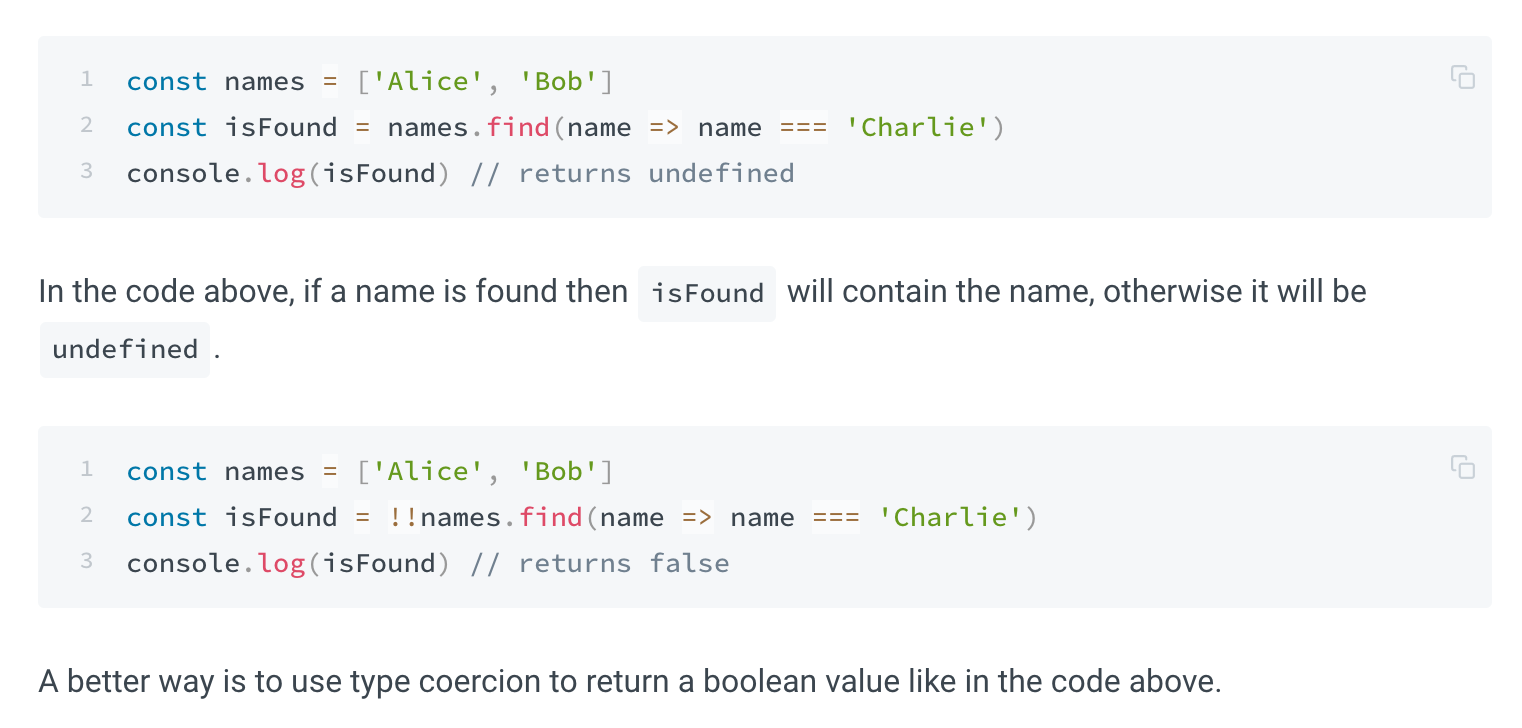 1 const names = ['Alice', 'Bob']
2 const isFound = names.find(name => name === 'Charlie')
3 console.log(isFound) // returns undefined
In the code above, if a name is found then isFound will contain the name, otherwise it will be
undefined .
1 const names = ['Alice', 'Bob']
2 const isFound = !!names.find(name => name === 'Charlie')
3 console.log(isFound) // returns false
A better way is to use type coercion to return a boolean value like in the code above.